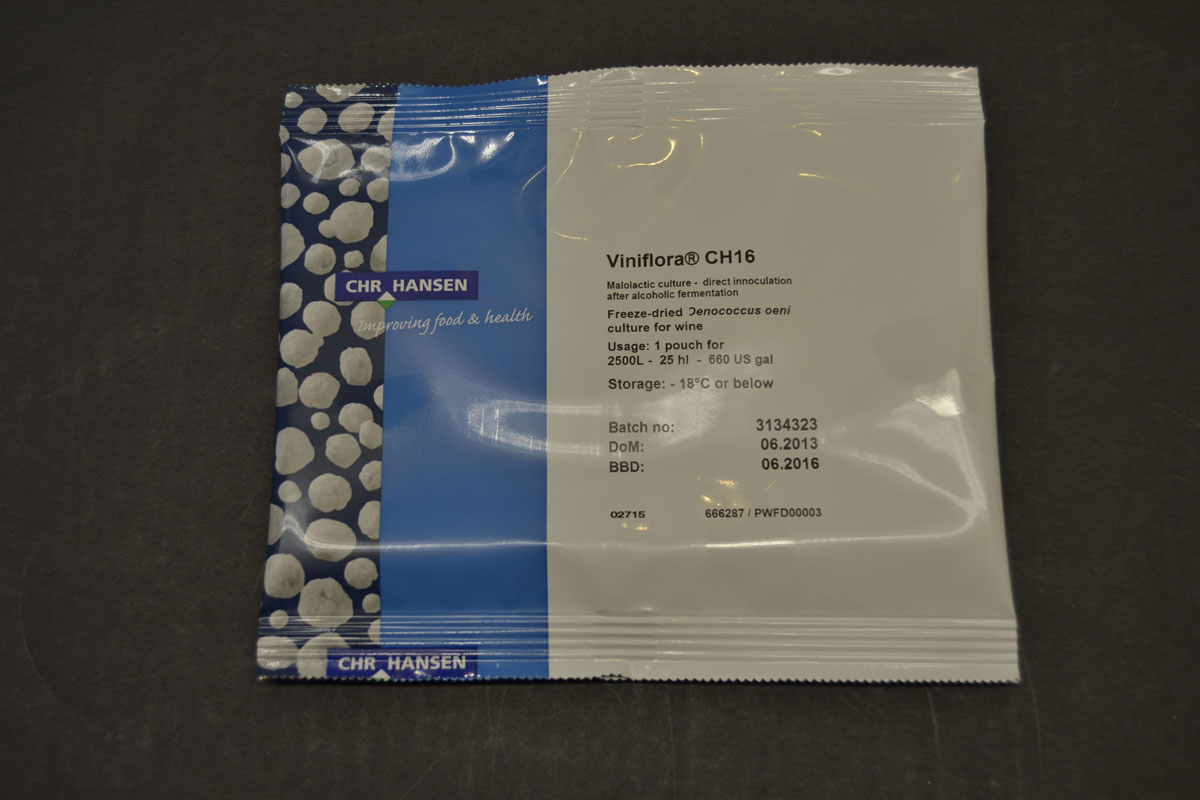 CHR HANSEN
Improving food & health
Viniflora® CH16
Malolactic culture - direct innoculation
after alcoholic fermentation
Freeze-dried Oenococcus oeni
culture for wine
Usage: 1 pouch for
2500L - 25 hl - 660 US gal
Storage: - 18°C or below
Batch no: 3134323
DoM: 06.2013
BBD: 06.2016
02715 666287 / PWFD00003
CHR HANSEN